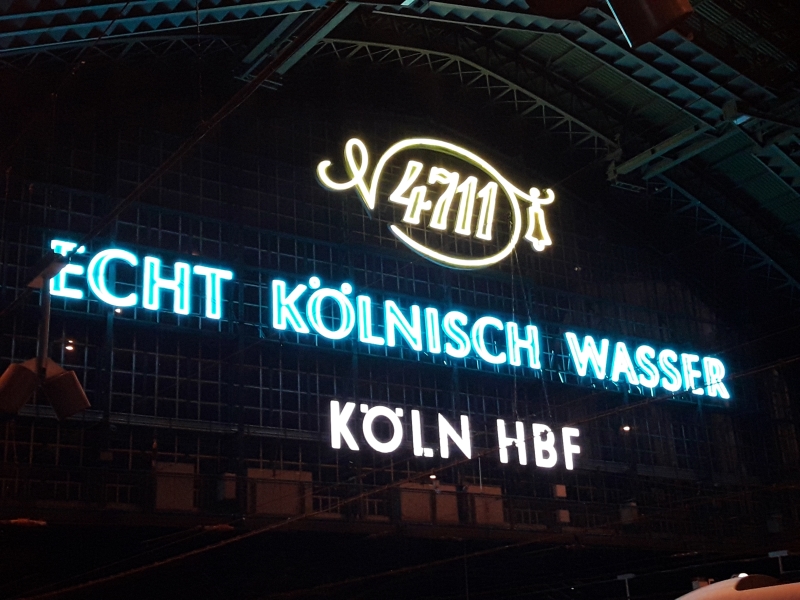 4711
ECHT KÖLNISCH WASSER
KÖLN HBF